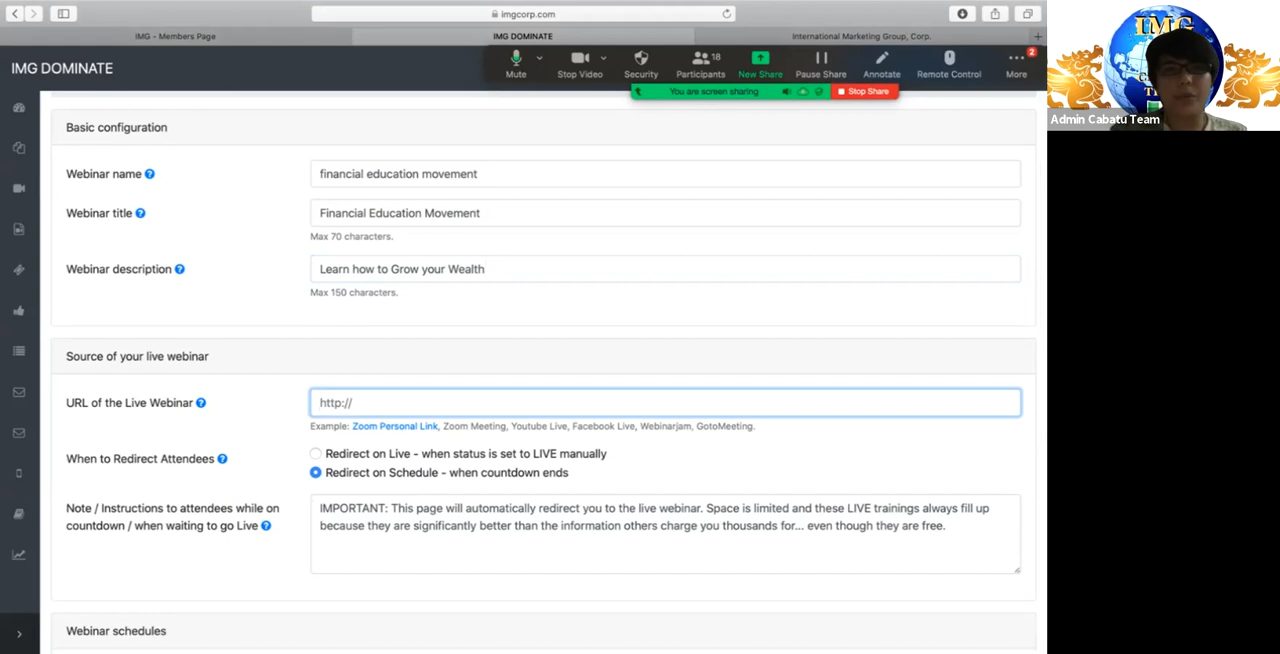 imgcorp.com
IMG - Members Page
IMG DOMINATE
International Marketing Group, Corp.
IMG DOMINATE
Mute
Stop Video
Security
18
Participants
New Share
Pause Share
Annotate
Remote Control
2
More
You are screen sharing
Stop Share
IMG
Admin Cabatu Team
Basic configuration
Webinar name
financial education movement
Webinar title
Financial Education Movement
Max 70 characters.
Webinar description
Learn how to Grow your Wealth
Max 150 characters.
Source of your live webinar
URL of the Live Webinar
http://
Example: Zoom Personal Link, Zoom Meeting, Youtube Live, Facebook Live, Webinarjam, GotoMeeting.
When to Redirect Attendees
Redirect on Live - when status is set to LIVE manually
Redirect on Schedule - when countdown ends
Note / Instructions to attendees while on
countdown / when waiting to go Live
IMPORTANT: This page will automatically redirect you to the live webinar. Space is limited and these LIVE trainings always fill up
because they are significantly better than the information others charge you thousands for... even though they are free.
Webinar schedules